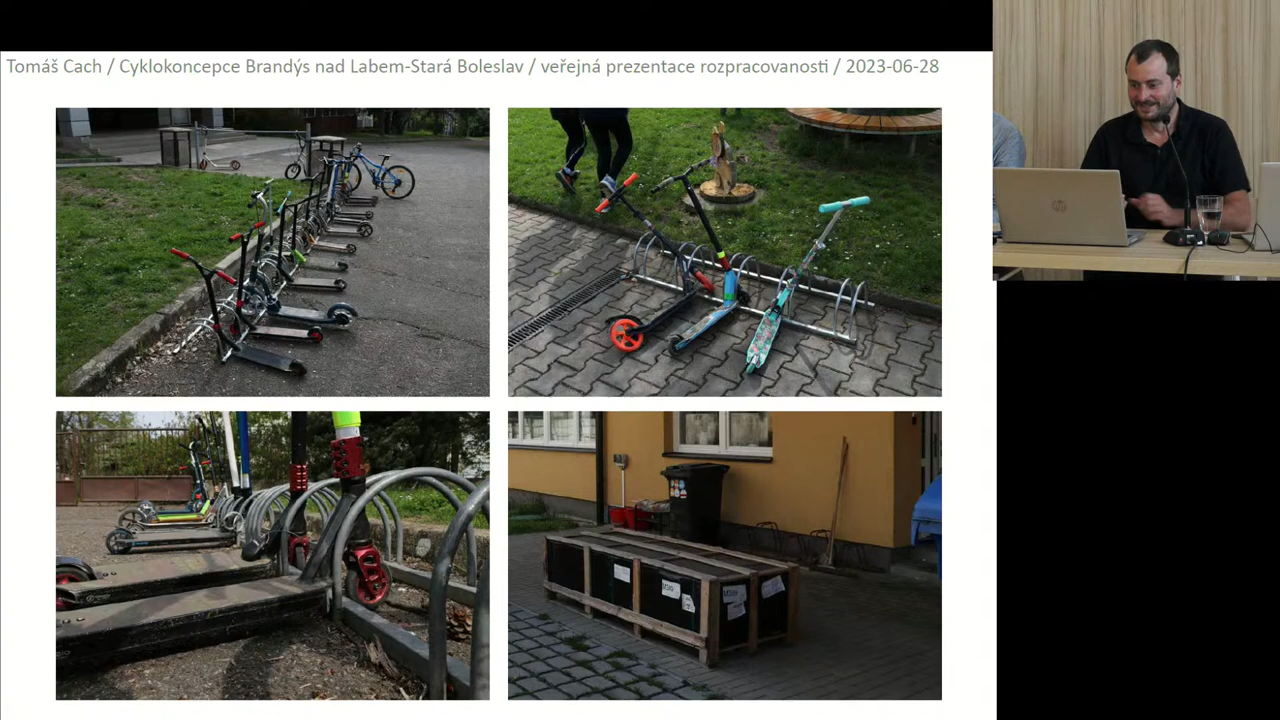 Tomáš Cach / Cyklokoncepce Brandýs nad Labem-Stará Boleslav / veřejná prezentace rozpracovanosti / 2023-06-28